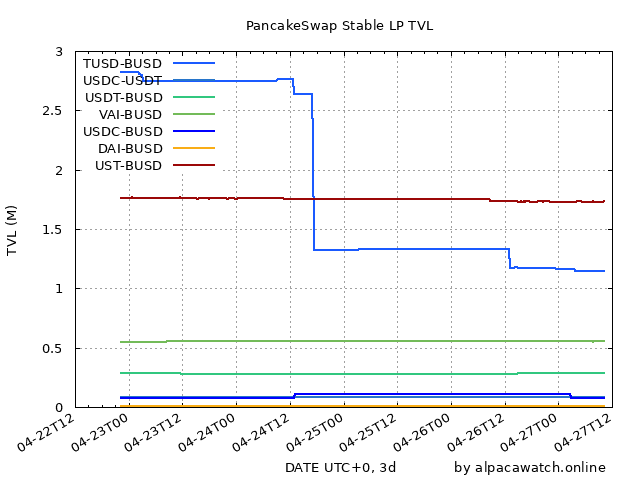 PancakeSwap Stable LP TVL
TVL (M)
3
2.5
2
1.5
1
0.5
0
TUSD-BUSD
USDC-USDT
USDT-BUSD
VAI-BUSD
USDC-BUSD
DAI-BUSD
UST-BUSD
04-22T12
04-23T00
04-23T12
04-24T00
04-24T12
04-25T00
04-25T12
04-26T00
04-26T12
04-27T00
04-27T12
DATE UTC+0, 3d
by alpacawatch.online